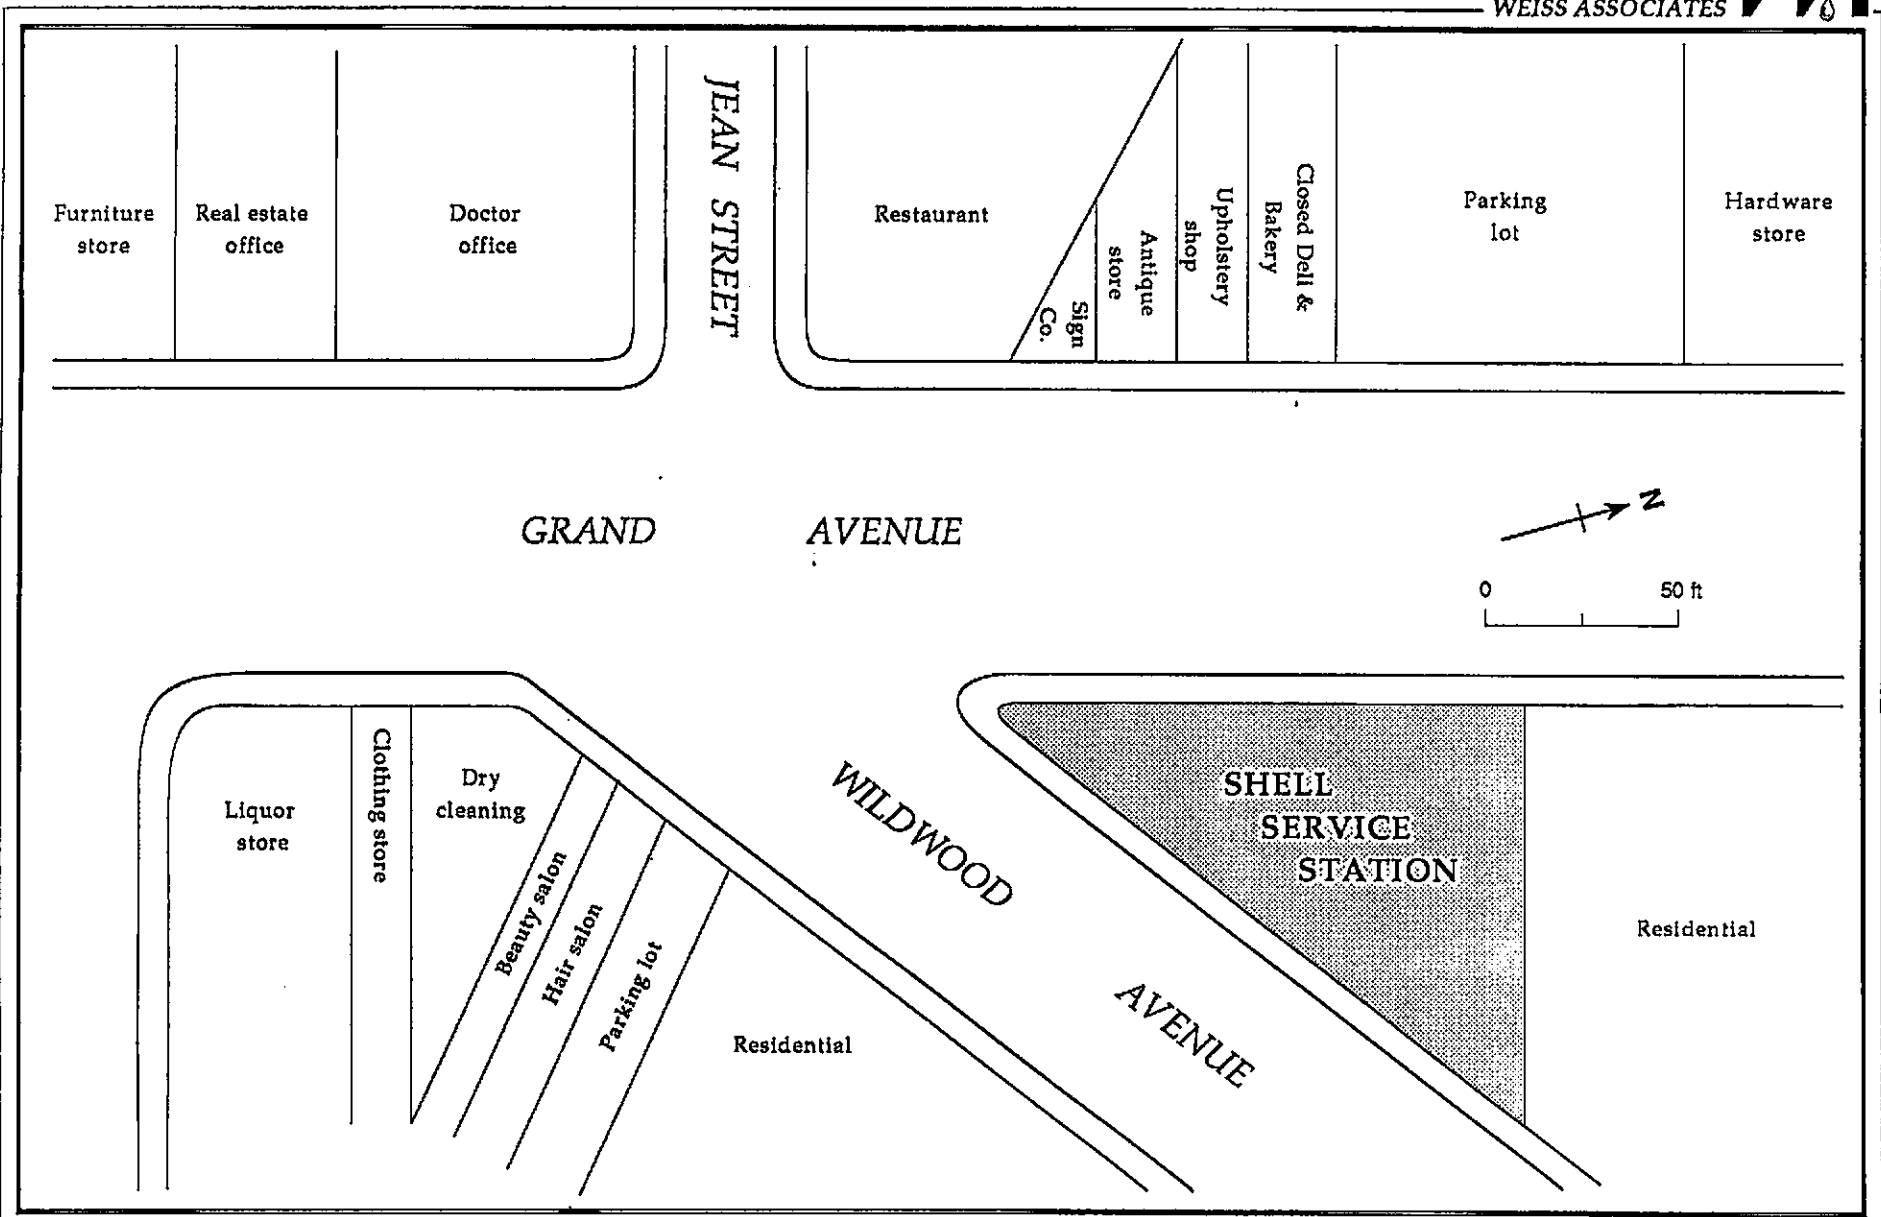 WEISS ASSOCIATES
JEAN STREET
Furniture
store
Real estate
office
Doctor
office
Restaurant
Sign
Co.
Antique
store
Upholstery
shop
Closed Deli &
Bakery
Parking
lot
Hardware
store
GRAND AVENUE
N
0 50 ft
Liquor
store
Clothing store
Dry
cleaning
Beauty salon
Hair salon
Parking lot
Residential
WILDWOOD
AVENUE
SHELL
SERVICE
STATION
Residential